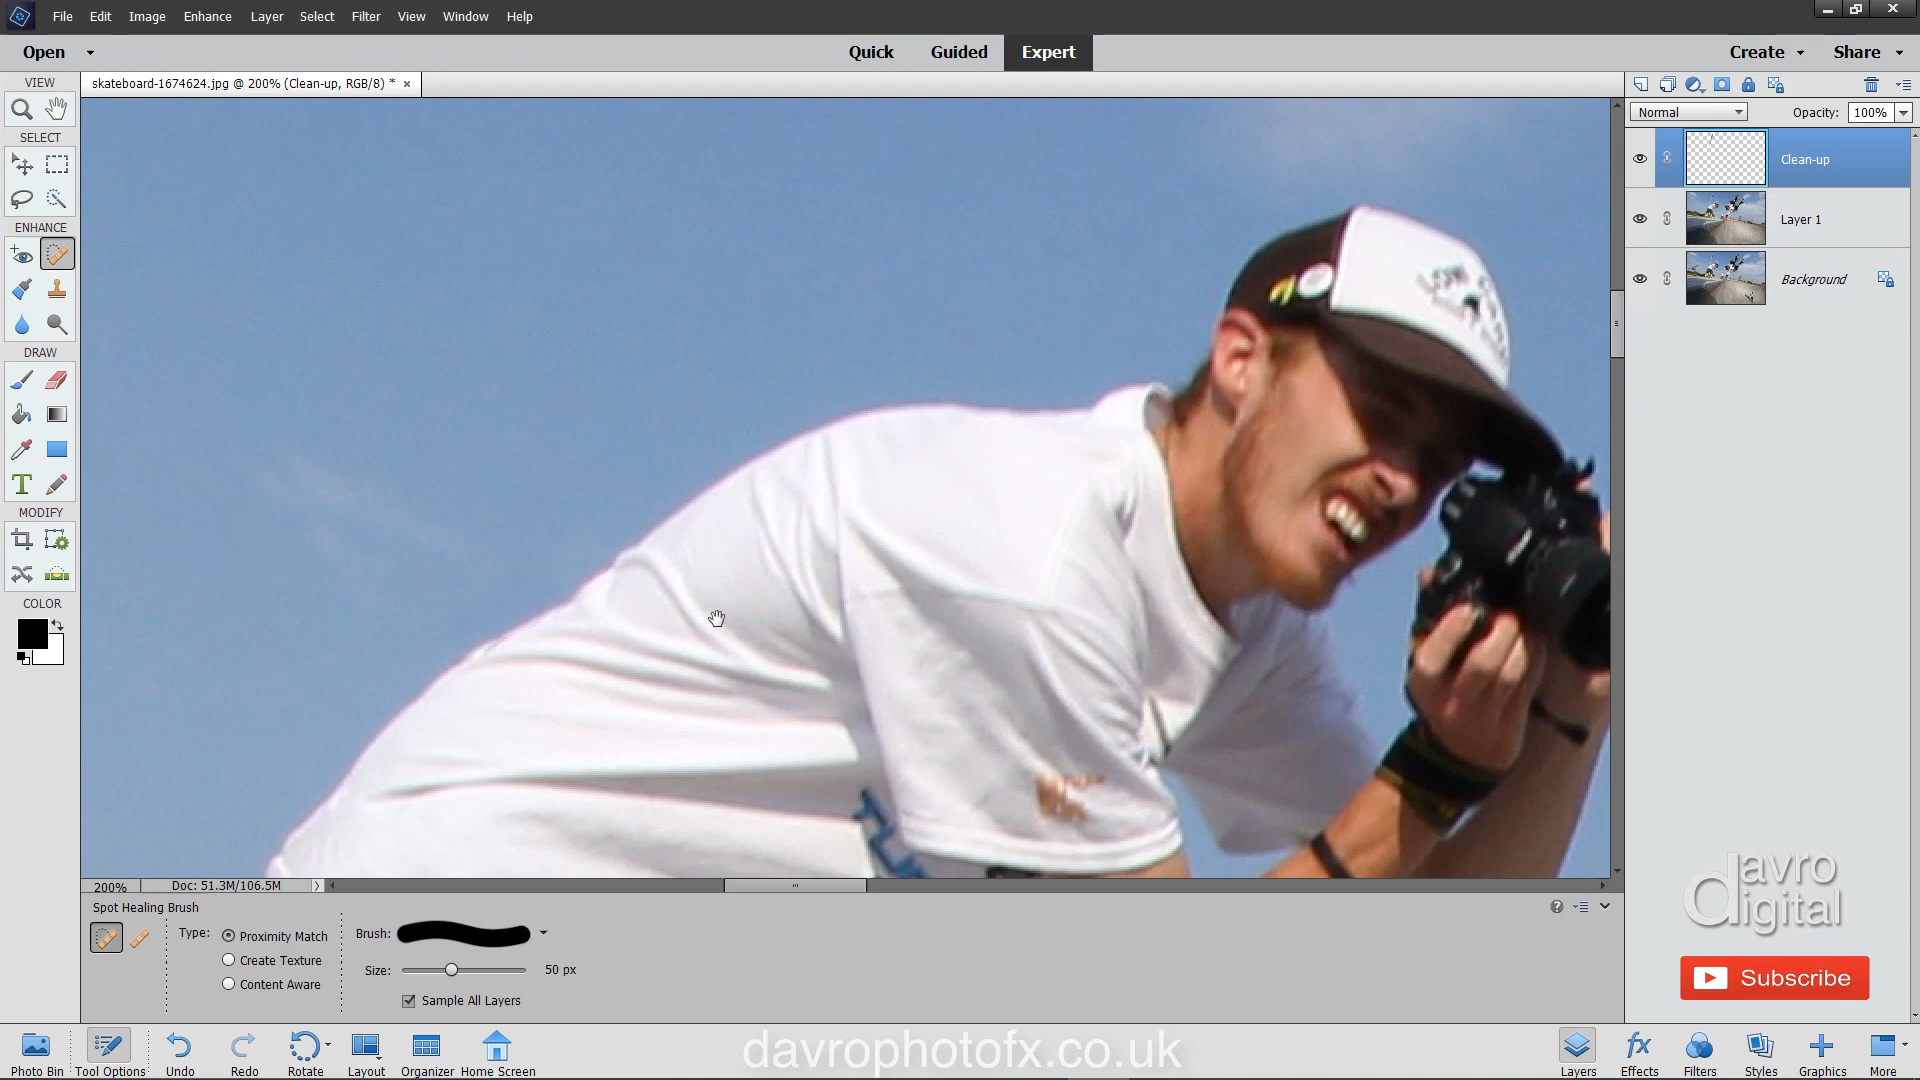 File Edit Image Enhance Layer Select Filter View Window Help
Open Quick Guided Expert Create Share
VIEW
skateboard-1674624.jpg @ 200% (Clean-up, RGB/8) * ×
Normal Opacity: 100%
SELECT
Clean-up
Layer 1
ENHANCE
Background
DRAW
T
MODIFY
COLOR
200% Doc: 51.3M/106.5M
Spot Healing Brush
Type: Proximity Match
Create Texture
Content Aware
Brush:
Size: 50 px
Sample All Layers
davro
digital
Subscribe
Photo Bin Tool Options Undo Redo Rotate Layout Organizer Home Screen
davrophotofx.co.uk
fx
Layers Effects Filters Styles Graphics More